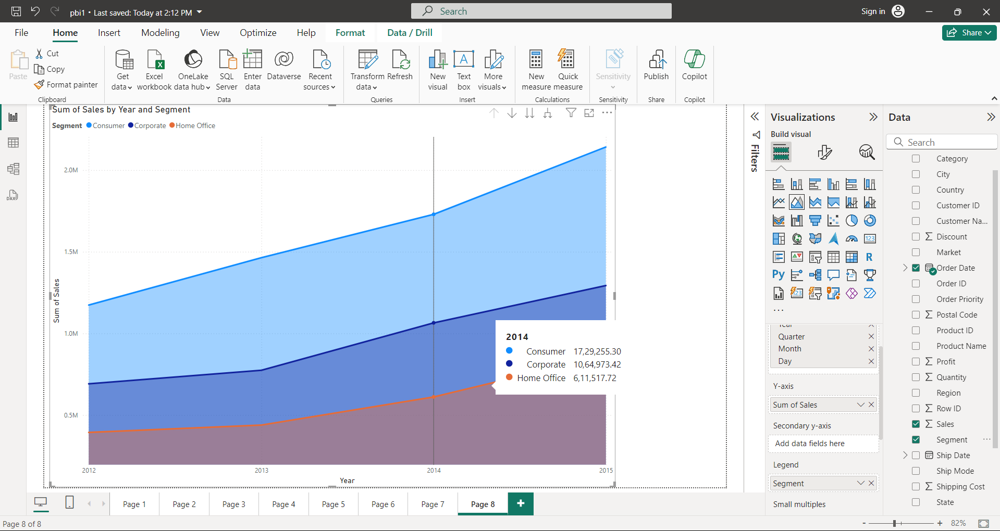 pbi1 • Last saved: Today at 2:12 PM
Search
Sign in
File Home Insert Modeling View Optimize Help Format Data / Drill
Share
Paste
Cut
Copy
Format painter
Clipboard
Get data
Excel workbook
OneLake data hub
SQL Server
Enter data
Dataverse
Recent sources
Data
Transform data
Refresh
Queries
New visual
Text box
More visuals
Insert
New measure
Quick measure
Calculations
Sensitivity
Sensitivity
Publish
Share
Copilot
Copilot
DAX
Sum of Sales by Year and Segment
Segment Consumer Corporate Home Office
2.0M
1.5M
1.0M
0.5M
Sum of Sales
2012 2013 2014 2015
Year
2014
Consumer 17,29,255.30
Corporate 10,64,973.42
Home Office 6,11,517.72
Filters
Visualizations
Build visual
123
R
Py
123
Year
Quarter
Month
Day
Y-axis
Sum of Sales
Secondary y-axis
Add data fields here
Legend
Segment
Small multiples
Data
Search
Category
City
Country
Customer ID
Customer Na...
Σ Discount
Market
Order Date
Order ID
Order Priority
Σ Postal Code
Product ID
Product Name
Σ Profit
Σ Quantity
Region
Σ Row ID
Σ Sales
Segment
Ship Date
Ship Mode
Σ Shipping Cost
State
Page 1 Page 2 Page 3 Page 4 Page 5 Page 6 Page 7 Page 8
Page 8 of 8
- + 82%